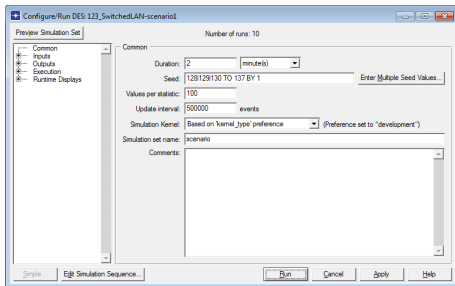 Configure/Run DES: 123_SwitchedLAN-scenario1
Preview Simulation Set
Number of runs: 10
Common
Inputs
Outputs
Execution
Runtime Displays
Common
Duration: 2 minute(s)
Seed: 128|129|130 TO 137 BY 1 Enter Multiple Seed Values...
Values per statistic: 100
Update interval: 500000 events
Simulation Kernel: Based on 'kernel_type' preference (Preference set to "development")
Simulation set name: scenario
Comments:
Simple... Edit Simulation Sequence... Run Cancel Apply Help